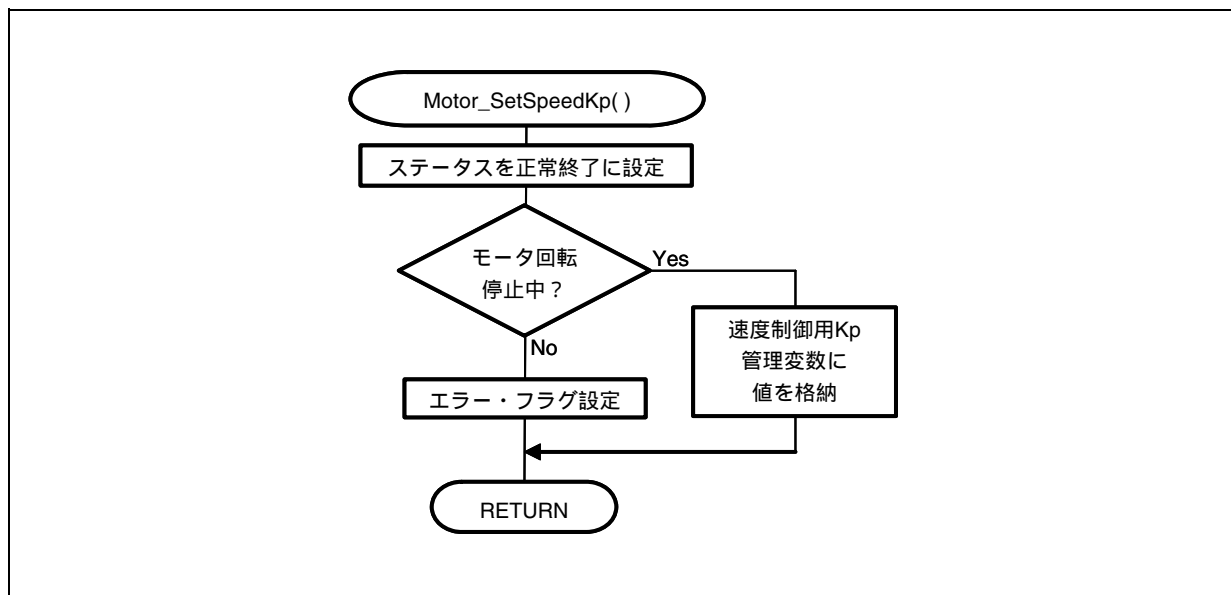 Motor_SetSpeedKp( )
ステータスを正常終了に設定
モータ回転
停止中？
Yes
速度制御用Kp
管理変数に
値を格納
No
エラー・フラグ設定
RETURN